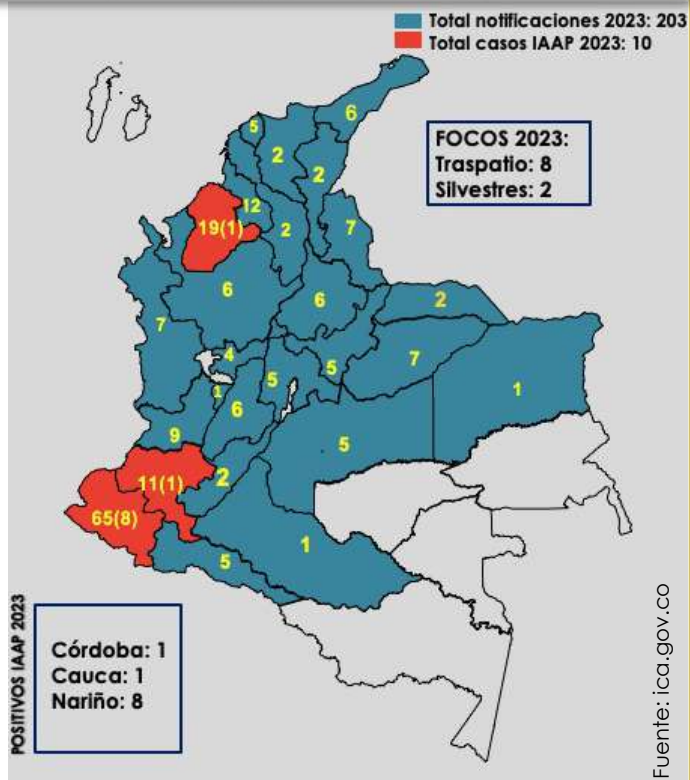 Total notificaciones 2023: 203
Total casos IAAP 2023: 10
FOCOS 2023:
Traspatio: 8
Silvestres: 2
6
5
2
2
12
19(1)
2
7
6
6
2
7
4
5
5
7
1
1
6
9
5
11(1)
2
65(8)
1
5
POSITIVOS IAAP 2023
Córdoba: 1
Cauca: 1
Nariño: 8
Fuente: ica.gov.co